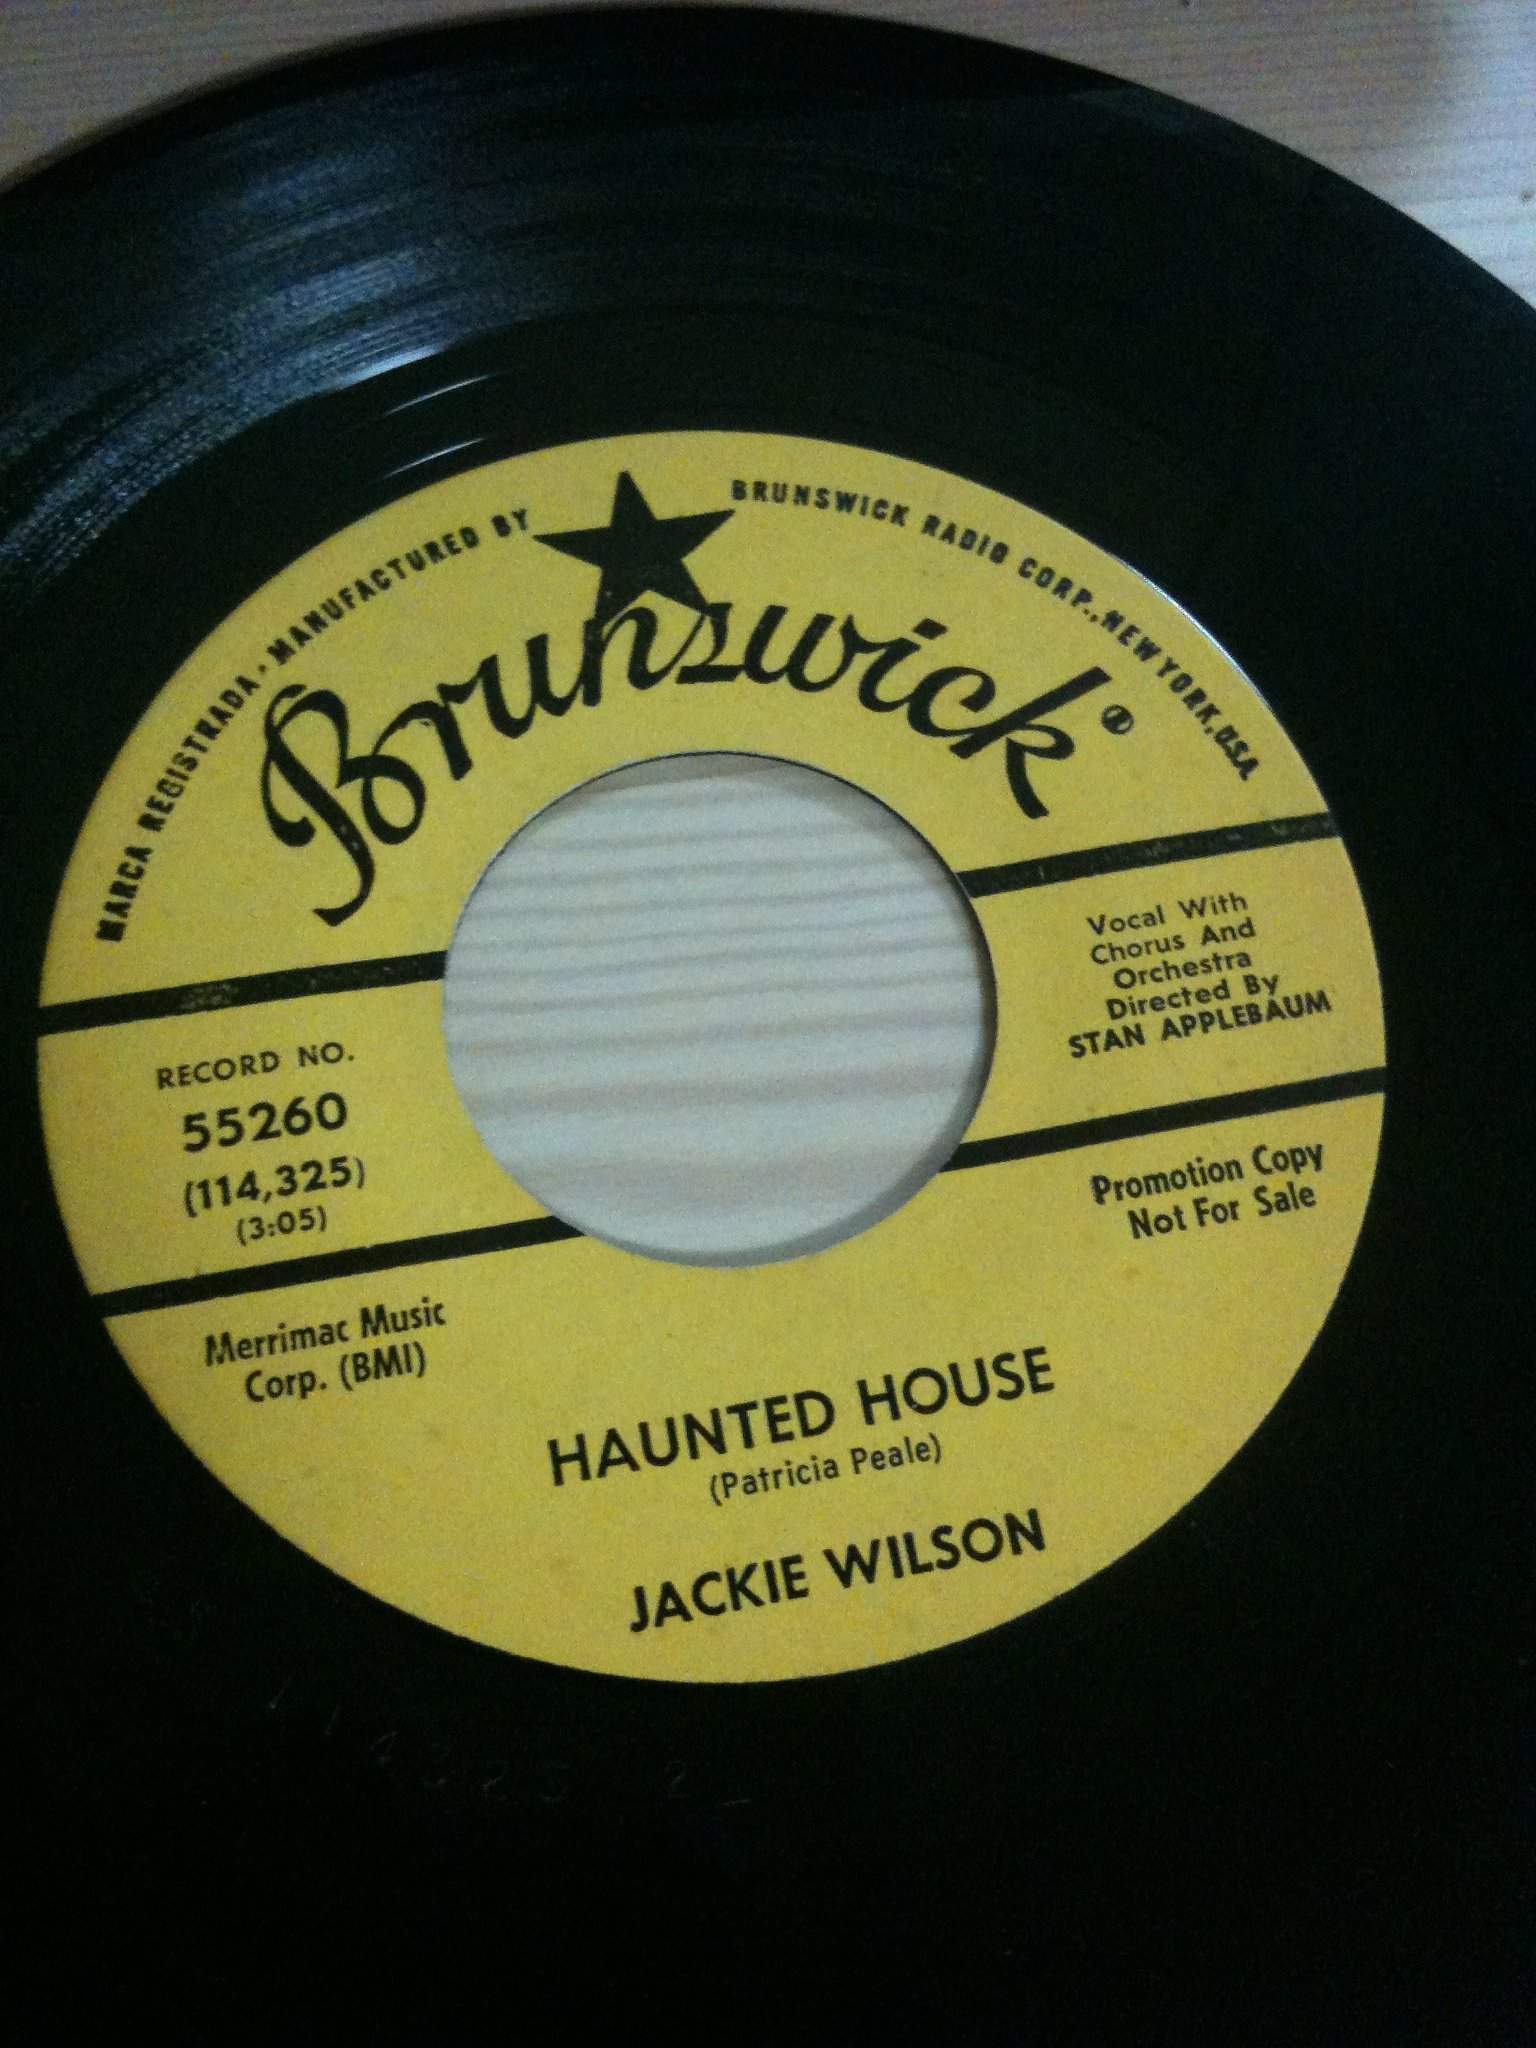 MARCA REGISTRADA • MANUFACTURED BY BRUNSWICK RADIO CORP., NEW YORK, USA
Brunswick®
Vocal With
Chorus And
Orchestra
Directed By
STAN APPLEBAUM
RECORD NO.
55260
(114,325)
(3:05)
Promotion Copy
Not For Sale
Merrimac Music
Corp. (BMI)
HAUNTED HOUSE
(Patricia Peale)
JACKIE WILSON